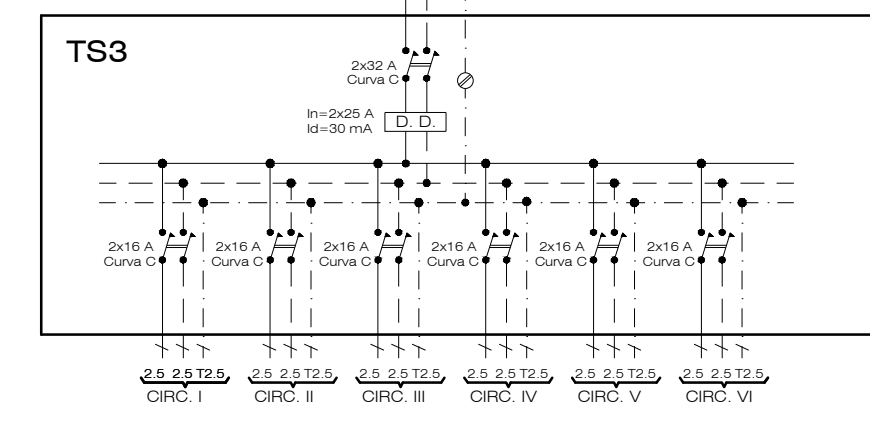 TS3
2x32 A
Curva C
In=2x25 A
Id=30 mA
D. D.
2x16 A
Curva C
2x16 A
Curva C
2x16 A
Curva C
2x16 A
Curva C
2x16 A
Curva C
2x16 A
Curva C
2.5 2.5 T2.5
CIRC. I
2.5 2.5 T2.5
CIRC. II
2.5 2.5 T2.5
CIRC. III
2.5 2.5 T2.5
CIRC. IV
2.5 2.5 T2.5
CIRC. V
2.5 2.5 T2.5
CIRC. VI